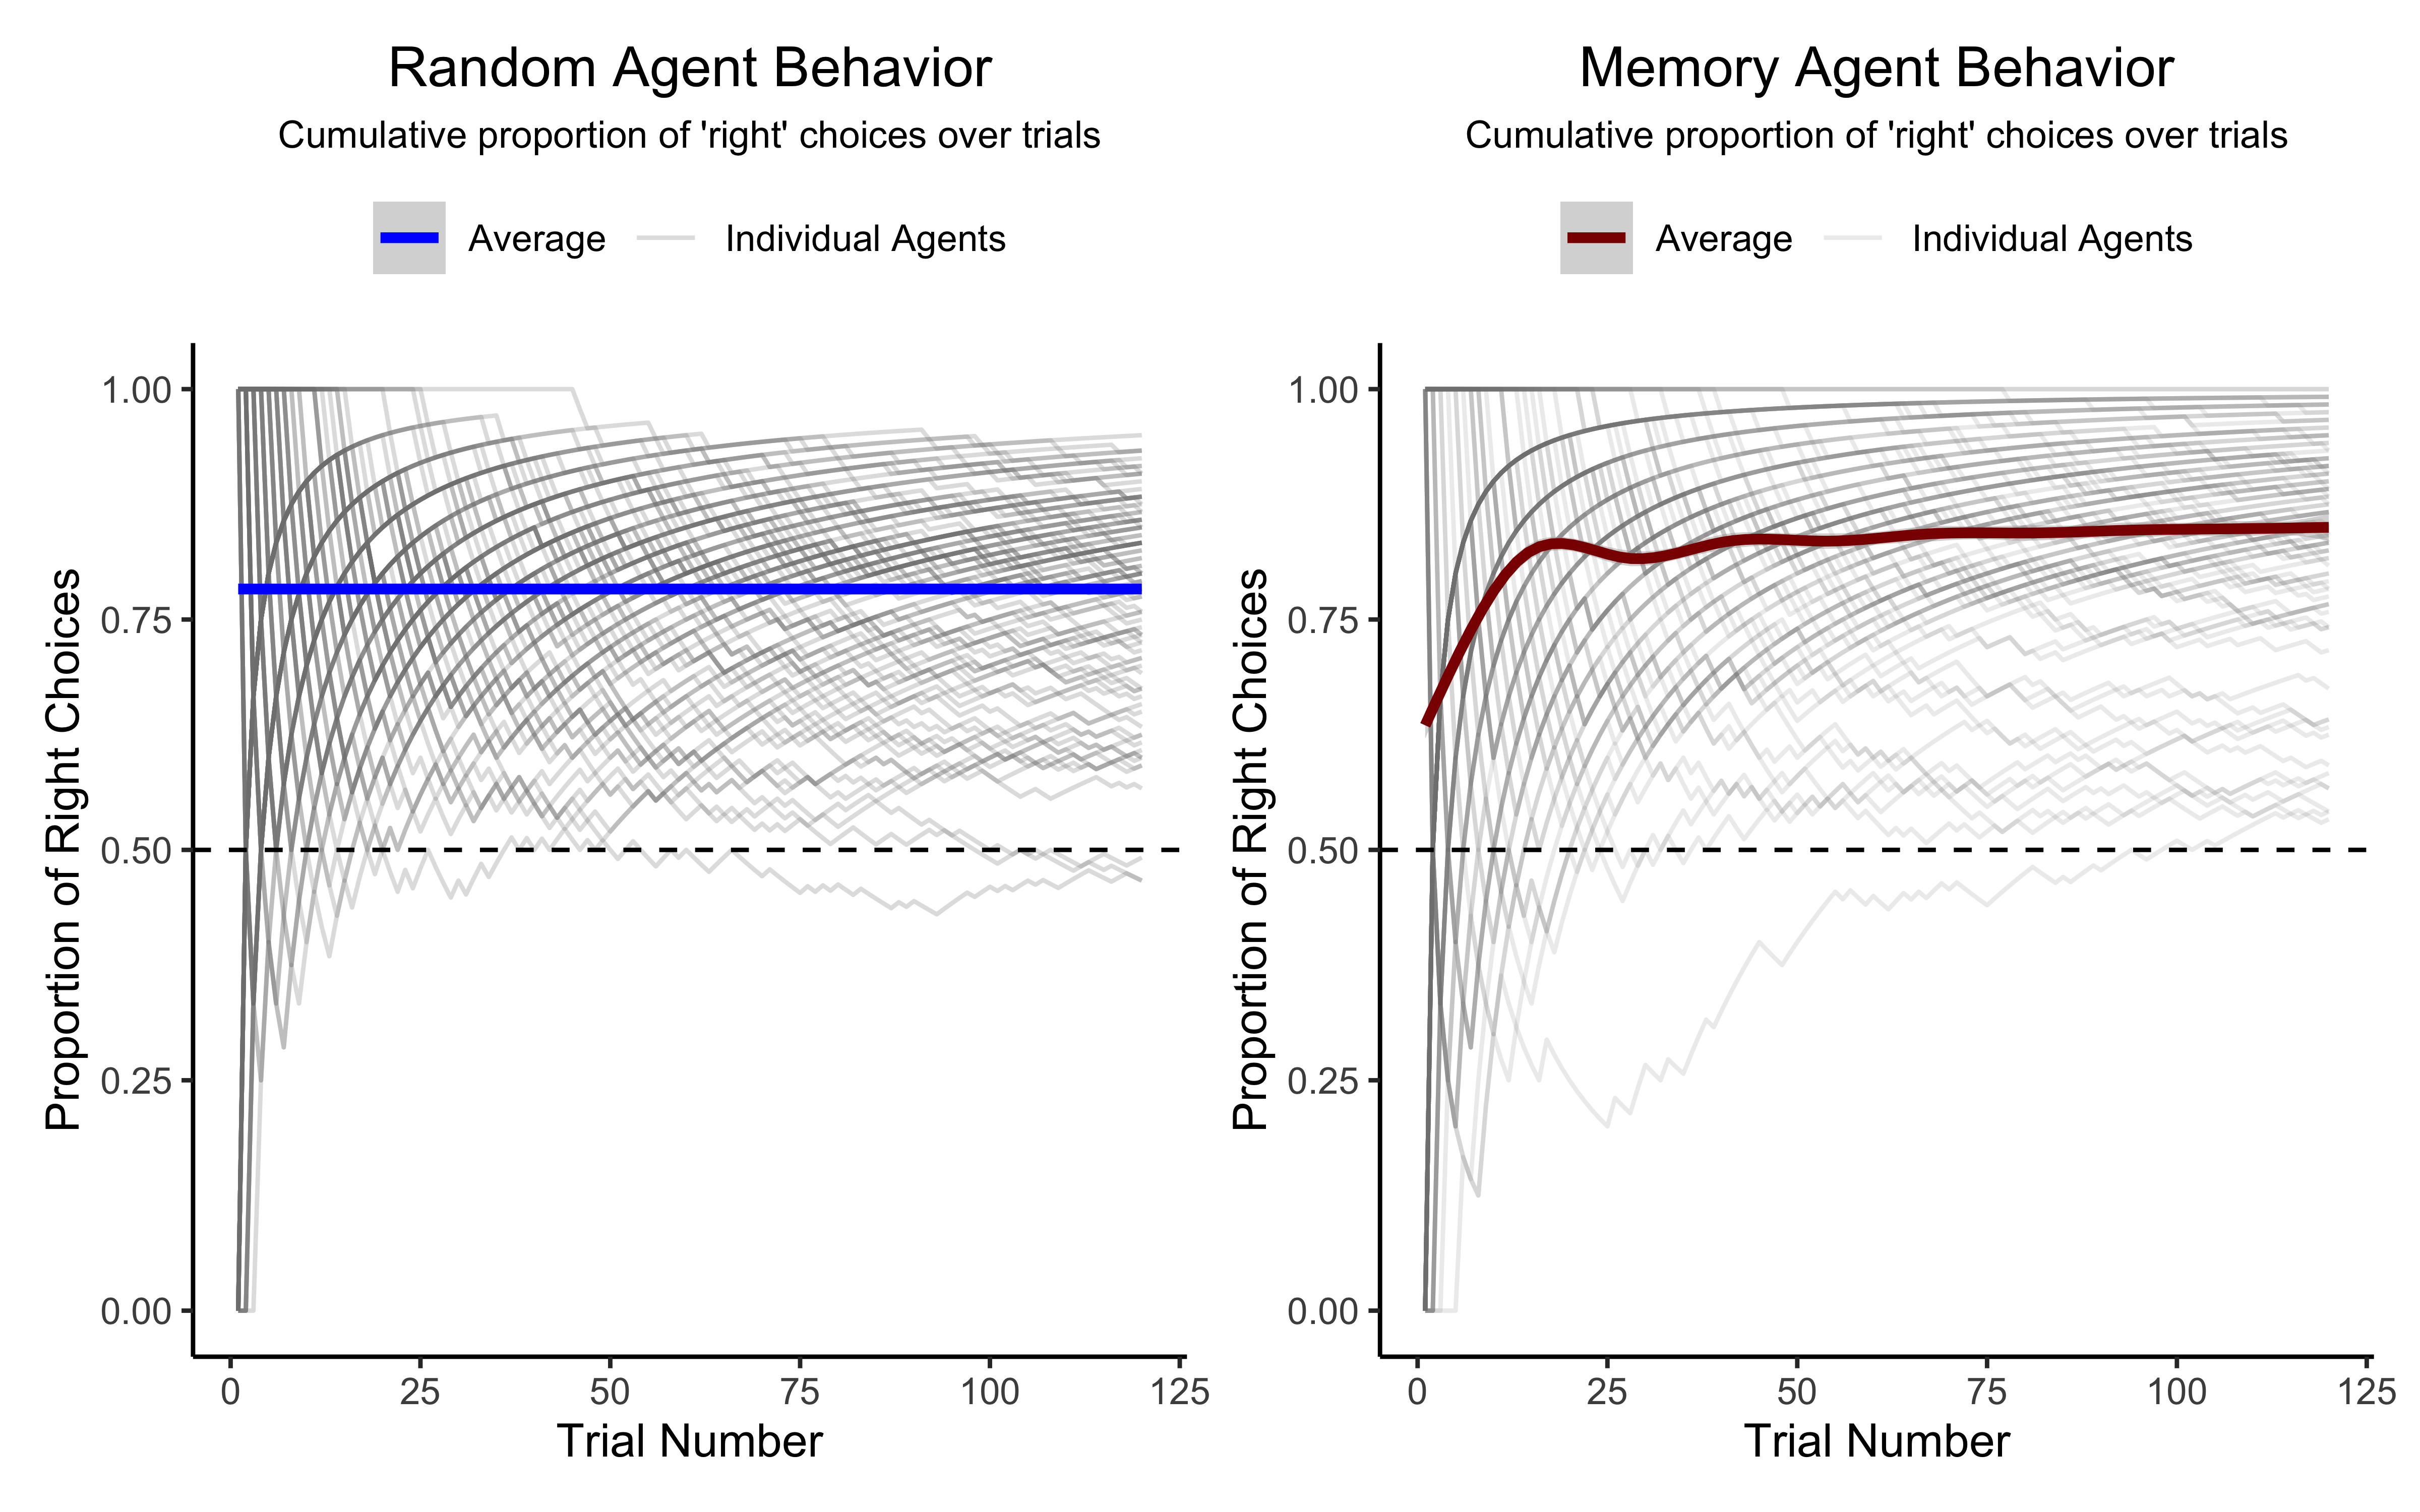 Random Agent Behavior
Cumulative proportion of 'right' choices over trials
Average
Individual Agents
Proportion of Right Choices
1.00
0.75
0.50
0.25
0.00
0
25
50
75
100
125
Trial Number
Memory Agent Behavior
Cumulative proportion of 'right' choices over trials
Average
Individual Agents
Proportion of Right Choices
1.00
0.75
0.50
0.25
0.00
0
25
50
75
100
125
Trial Number